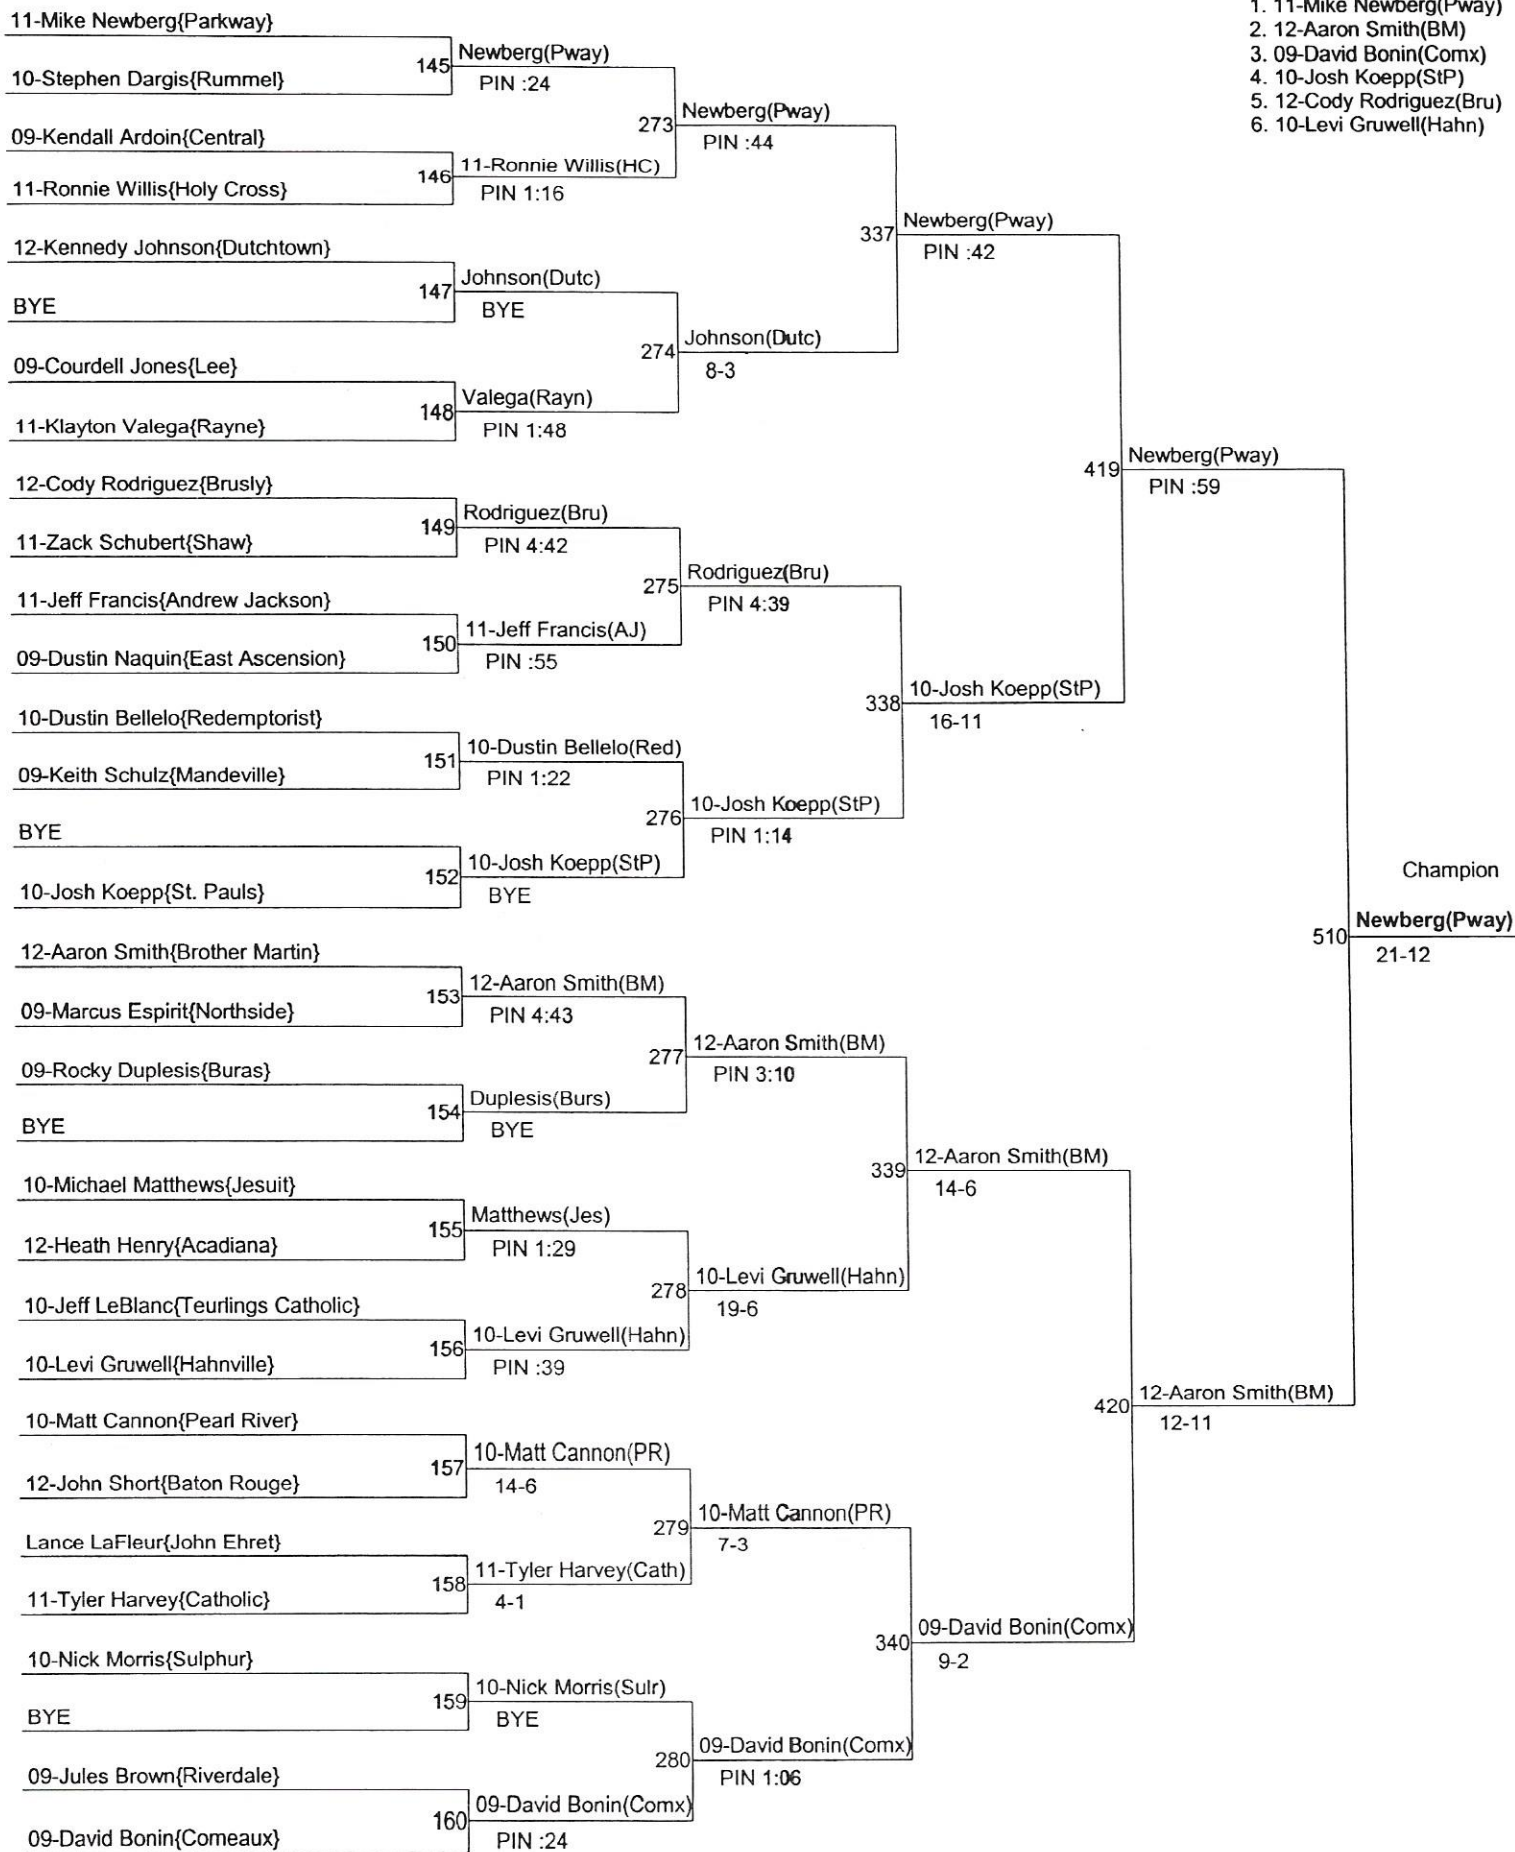 1. 11-Mike Newberg(Pway)
2. 12-Aaron Smith(BM)
3. 09-David Bonin(Comx)
4. 10-Josh Koepp(StP)
5. 12-Cody Rodriguez(Bru)
6. 10-Levi Gruwell(Hahn)
11-Mike Newberg{Parkway}
10-Stephen Dargis{Rummel}
09-Kendall Ardoin{Central}
11-Ronnie Willis{Holy Cross}
12-Kennedy Johnson{Dutchtown}
BYE
09-Courdell Jones{Lee}
11-Klayton Valega{Rayne}
12-Cody Rodriguez{Brusly}
11-Zack Schubert{Shaw}
11-Jeff Francis{Andrew Jackson}
09-Dustin Naquin{East Ascension}
10-Dustin Bellelo{Redemptorist}
09-Keith Schulz{Mandeville}
BYE
10-Josh Koepp{St. Pauls}
12-Aaron Smith{Brother Martin}
09-Marcus Espirit{Northside}
09-Rocky Duplesis{Buras}
BYE
10-Michael Matthews{Jesuit}
12-Heath Henry{Acadiana}
10-Jeff LeBlanc{Teurlings Catholic}
10-Levi Gruwell{Hahnville}
10-Matt Cannon{Pearl River}
12-John Short{Baton Rouge}
Lance LaFleur{John Ehret}
11-Tyler Harvey{Catholic}
10-Nick Morris{Sulphur}
BYE
09-Jules Brown{Riverdale}
09-David Bonin{Comeaux}
145 Newberg(Pway)
PIN :24
146 11-Ronnie Willis(HC)
PIN 1:16
147 Johnson(Dutc)
BYE
148 Valega(Rayn)
PIN 1:48
149 Rodriguez(Bru)
PIN 4:42
150 11-Jeff Francis(AJ)
PIN :55
151 10-Dustin Bellelo(Red)
PIN 1:22
152 10-Josh Koepp(StP)
BYE
153 12-Aaron Smith(BM)
PIN 4:43
154 Duplesis(Burs)
BYE
155 Matthews(Jes)
PIN 1:29
156 10-Levi Gruwell(Hahn)
PIN :39
157 10-Matt Cannon(PR)
14-6
158 11-Tyler Harvey(Cath)
4-1
159 10-Nick Morris(Sulr)
BYE
160 09-David Bonin(Comx)
PIN :24
273 Newberg(Pway)
PIN :44
274 Johnson(Dutc)
8-3
275 Rodriguez(Bru)
PIN 4:39
276 10-Josh Koepp(StP)
PIN 1:14
277 12-Aaron Smith(BM)
PIN 3:10
278 10-Levi Gruwell(Hahn)
19-6
279 10-Matt Cannon(PR)
7-3
280 09-David Bonin(Comx)
PIN 1:06
337 Newberg(Pway)
PIN :42
338 10-Josh Koepp(StP)
16-11
339 12-Aaron Smith(BM)
14-6
340 09-David Bonin(Comx)
9-2
419 Newberg(Pway)
PIN :59
420 12-Aaron Smith(BM)
12-11
Champion
510 Newberg(Pway)
21-12